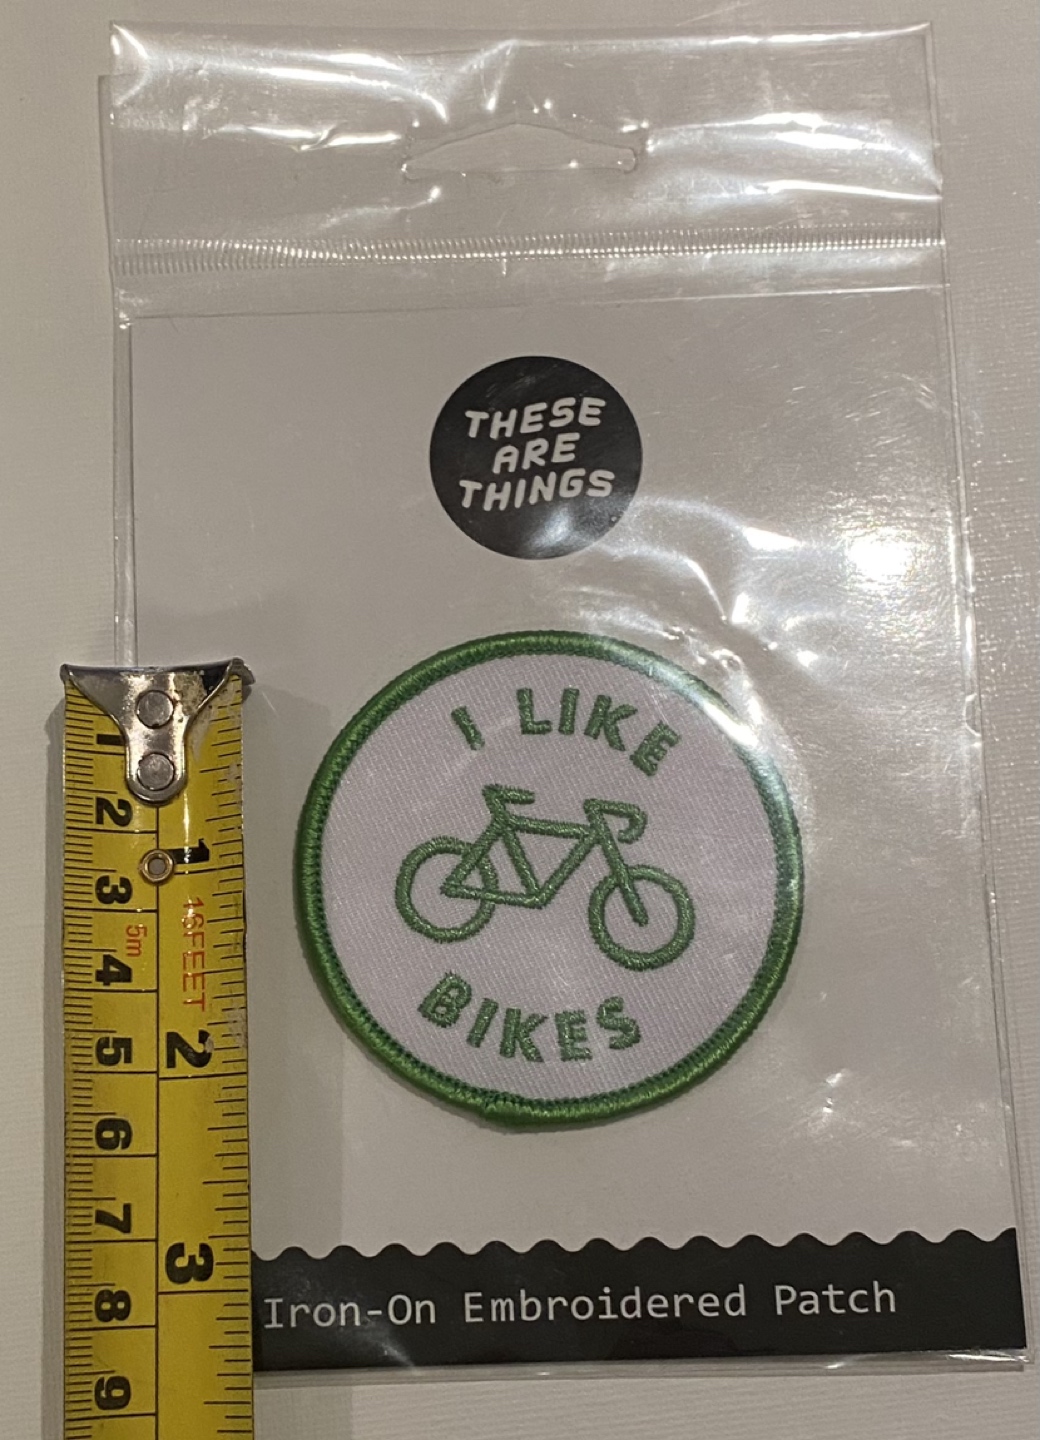 THESE
ARE
THINGS
I LIKE
BIKES
Iron-On Embroidered Patch
1
2
3
4
5
6
7
8
9
5m
1
16FEET
2
3